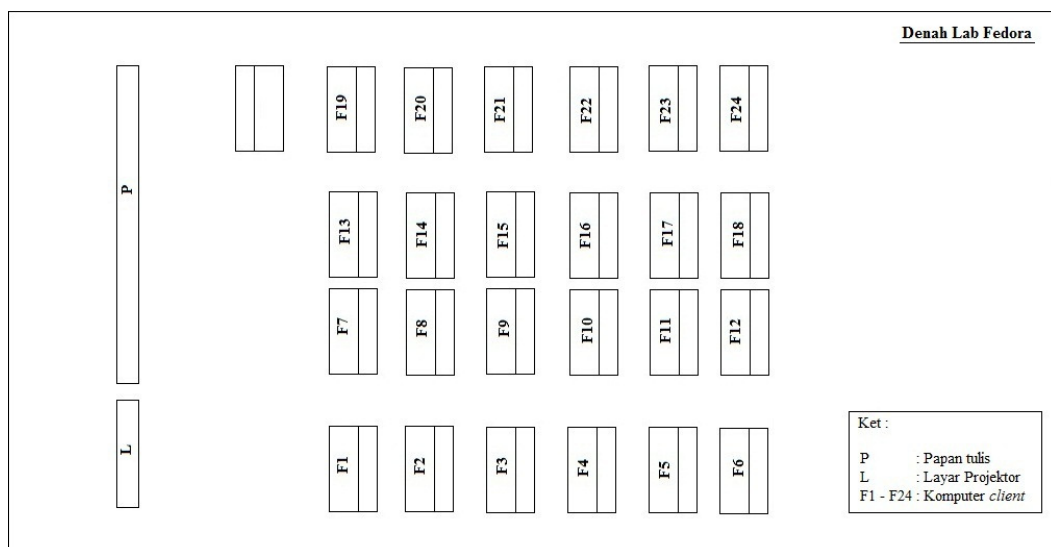 Denah Lab Fedora
F19 F20 F21 F22 F23 F24
P
F13 F14 F15 F16 F17 F18
F7 F8 F9 F10 F11 F12
L
F1 F2 F3 F4 F5 F6
Ket :
P : Papan tulis
L : Layar Projektor
F1 - F24 : Komputer client